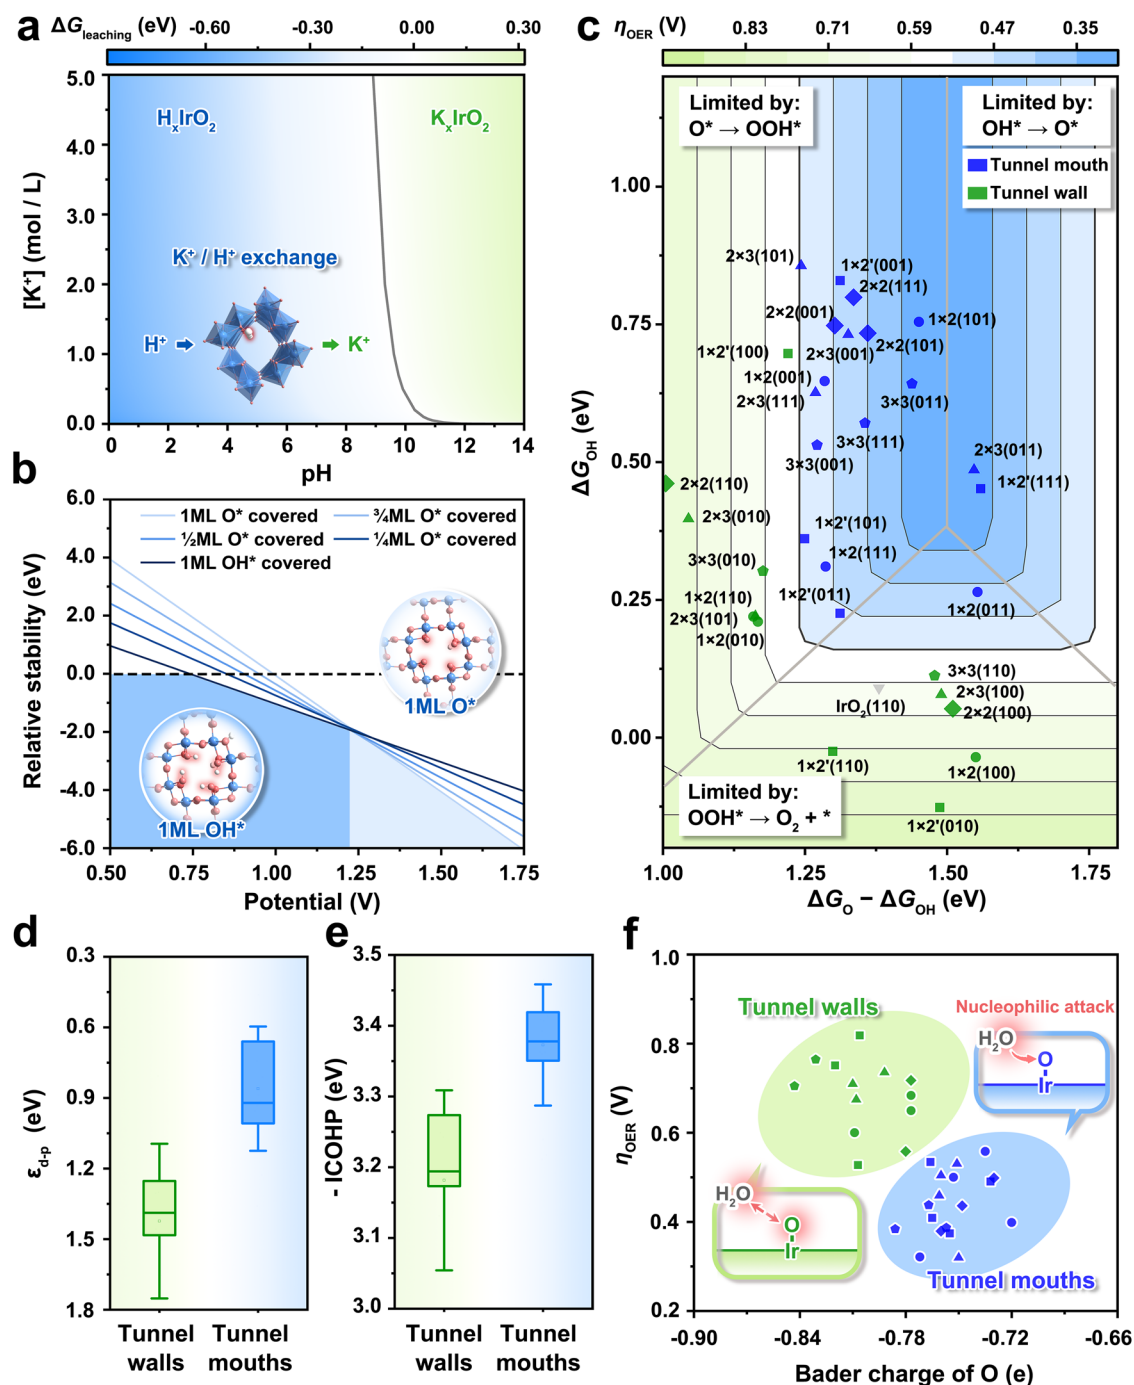 a
ΔG_leaching (eV)
-0.60
-0.30
0.00
0.30
5.0
4.0
3.0
2.0
1.0
0.0
[K⁺] (mol / L)
HₓIrO₂
KₓIrO₂
K⁺ / H⁺ exchange
H⁺
K⁺
0
2
4
6
8
10
12
14
pH
b
6.0
4.0
2.0
0.0
-2.0
-4.0
-6.0
Relative stability (eV)
1ML O* covered
¾ML O* covered
½ML O* covered
¼ML O* covered
1ML OH* covered
1ML O*
1ML OH*
0.50
0.75
1.00
1.25
1.50
1.75
Potential (V)
c
η_OER (V)
0.83
0.71
0.59
0.47
0.35
Limited by:
O* → OOH*
Limited by:
OH* → O*
Tunnel mouth
Tunnel wall
1.00
0.75
0.50
0.25
0.00
ΔG_OH (eV)
2×3(101)
1×2'(001)
2×2(111)
2×2(001)
1×2(101)
1×2'(100)
2×3(001)
2×2(101)
1×2(001)
2×3(111)
3×3(011)
3×3(111)
3×3(001)
2×3(011)
1×2'(111)
2×2(110)
2×3(010)
1×2'(101)
3×3(010)
1×2(111)
1×2(110)
1×2'(011)
2×3(101)
1×2(010)
1×2(011)
3×3(110)
2×3(100)
IrO₂(110)
2×2(100)
1×2'(110)
1×2(100)
Limited by:
OOH* → O₂ + *
1×2'(010)
1.00
1.25
1.50
1.75
ΔG_O − ΔG_OH (eV)
d
0.3
0.6
0.9
1.2
1.5
1.8
ε_d-p (eV)
Tunnel
walls
Tunnel
mouths
e
3.5
3.4
3.3
3.2
3.1
3.0
- ICOHP (eV)
Tunnel
walls
Tunnel
mouths
f
1.0
0.8
0.6
0.4
0.2
η_OER (V)
Tunnel walls
Nucleophilic attack
H₂O
O
Ir
H₂O
O
Ir
Tunnel mouths
-0.90
-0.84
-0.78
-0.72
-0.66
Bader charge of O (e)